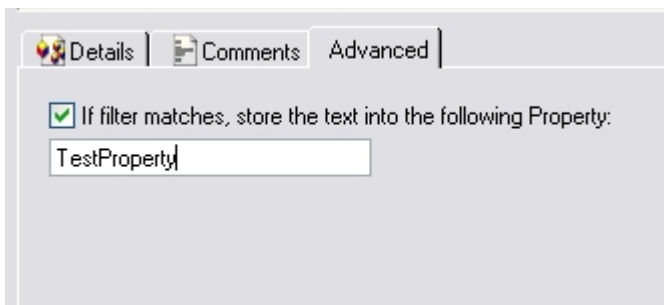 Details Comments Advanced
If filter matches, store the text into the following Property:
TestProperty